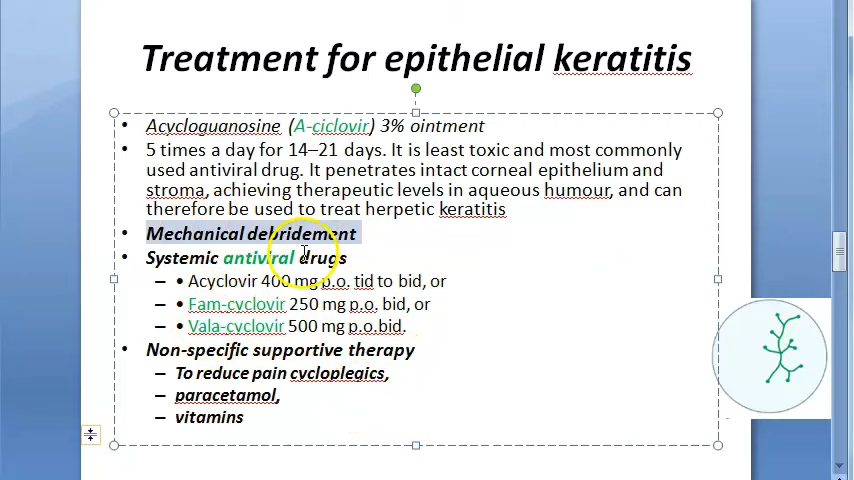 Treatment for epithelial keratitis
• Acycloguanosine (A-ciclovir) 3% ointment
• 5 times a day for 14–21 days. It is least toxic and most commonly
used antiviral drug. It penetrates intact corneal epithelium and
stroma, achieving therapeutic levels in aqueous humour, and can
therefore be used to treat herpetic keratitis
• Mechanical debridement
• Systemic antiviral drugs
– • Acyclovir 400 mg p.o. tid to bid, or
– • Fam-cyclovir 250 mg p.o. bid, or
– • Vala-cyclovir 500 mg p.o.bid.
• Non-specific supportive therapy
– To reduce pain cycloplegics,
– paracetamol,
– vitamins